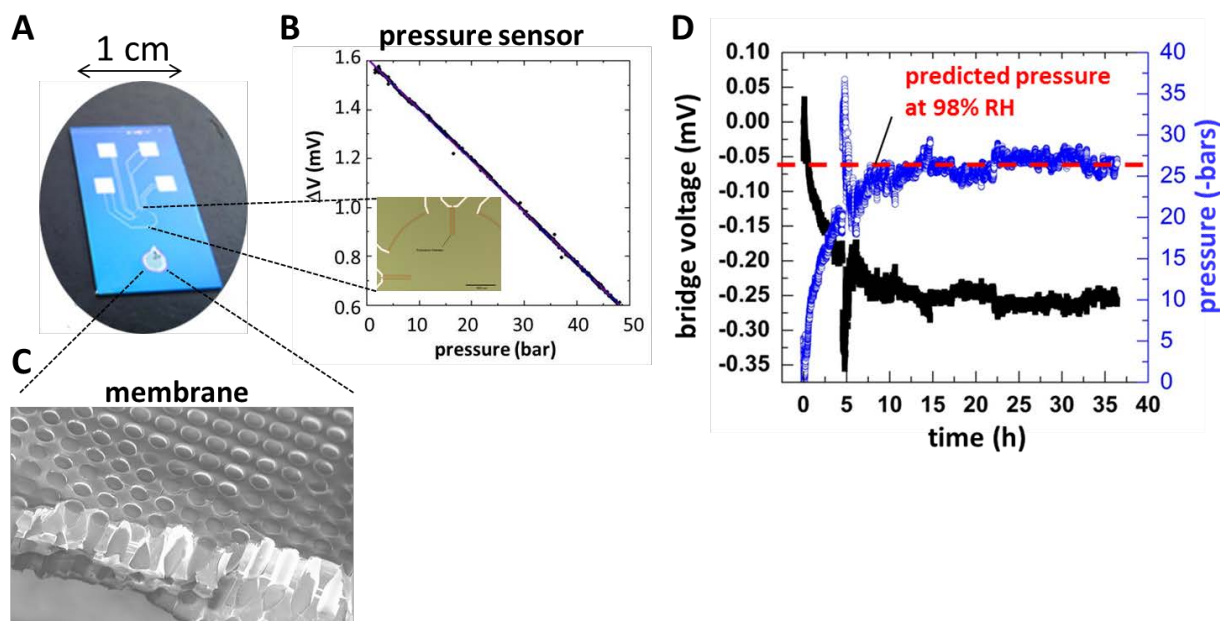 A
1 cm
B
pressure sensor
ΔV (mV)
1.6
1.4
1.2
1.0
0.8
0.6
0 10 20 30 40 50
pressure (bar)
C
membrane
D
bridge voltage (mV)
0.10
0.05
0.00
-0.05
-0.10
-0.15
-0.20
-0.25
-0.30
-0.35
predicted pressure
at 98% RH
40
35
30
25
20
15
10
5
0
pressure (-bars)
0 5 10 15 20 25 30 35 40
time (h)